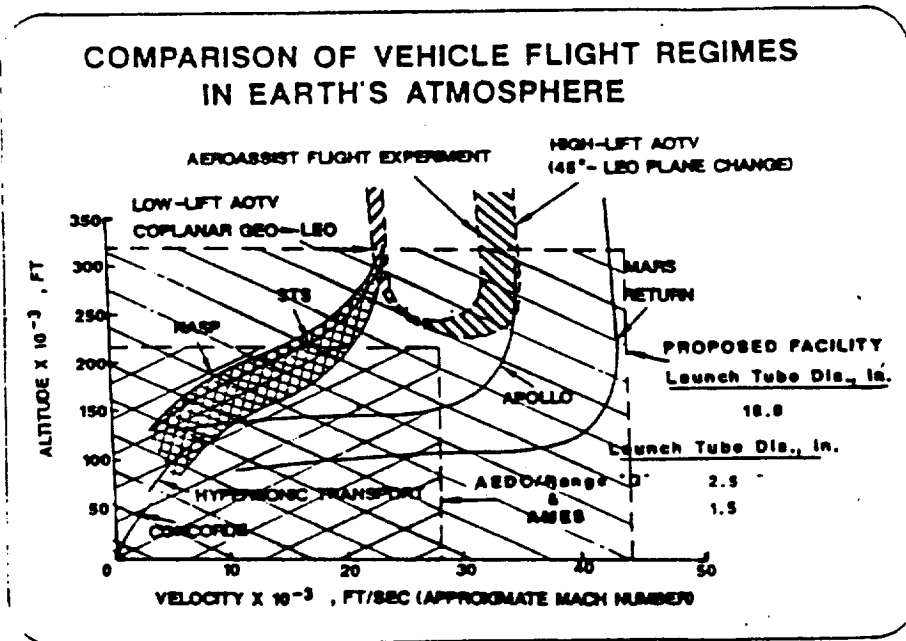 COMPARISON OF VEHICLE FLIGHT REGIMES
IN EARTH'S ATMOSPHERE
HIGH-LIFT AOTV
AEROASSIST FLIGHT EXPERIMENT
(45°- LEO PLANE CHANGE)
LOW-LIFT AOTV
COPLANAR GEO-LEO
350
300
250
200
150
100
50
0
ALTITUDE X 10⁻³, FT
STS
NASP
MARS
RETURN
PROPOSED FACILITY
Launch Tube Dia., in.
APOLLO
Launch Tube Dia., in.
HYPERSONIC TRANSPORT
AEDC/Range "G" 2.5
&
AMES 1.5
CONCORDE
0 10 20 30 40 50
VELOCITY X 10⁻³, FT/SEC (APPROXIMATE MACH NUMBER)